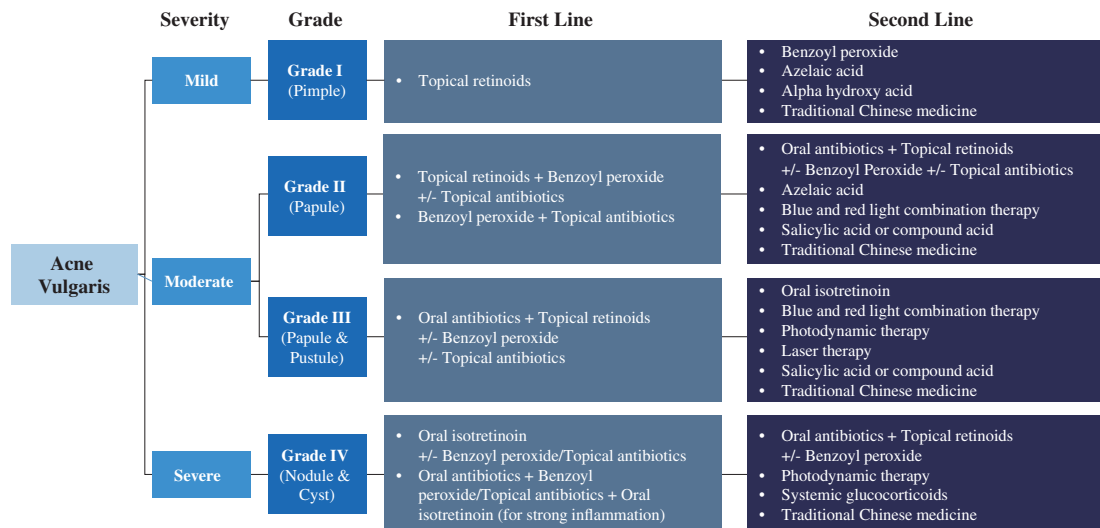 Severity
Grade
First Line
Second Line
Acne
Vulgaris
Mild
Grade I
(Pimple)
• Topical retinoids
• Benzoyl peroxide
• Azelaic acid
• Alpha hydroxy acid
• Traditional Chinese medicine
Moderate
Grade II
(Papule)
• Topical retinoids + Benzoyl peroxide
+/- Topical antibiotics
• Benzoyl peroxide + Topical antibiotics
• Oral antibiotics + Topical retinoids
+/- Benzoyl Peroxide +/- Topical antibiotics
• Azelaic acid
• Blue and red light combination therapy
• Salicylic acid or compound acid
• Traditional Chinese medicine
Grade III
(Papule &
Pustule)
• Oral antibiotics + Topical retinoids
+/- Benzoyl peroxide
+/- Topical antibiotics
• Oral isotretinoin
• Blue and red light combination therapy
• Photodynamic therapy
• Laser therapy
• Salicylic acid or compound acid
• Traditional Chinese medicine
Severe
Grade IV
(Nodule &
Cyst)
• Oral isotretinoin
+/- Benzoyl peroxide/Topical antibiotics
• Oral antibiotics + Benzoyl
peroxide/Topical antibiotics + Oral
isotretinoin (for strong inflammation)
• Oral antibiotics + Topical retinoids
+/- Benzoyl peroxide
• Photodynamic therapy
• Systemic glucocorticoids
• Traditional Chinese medicine